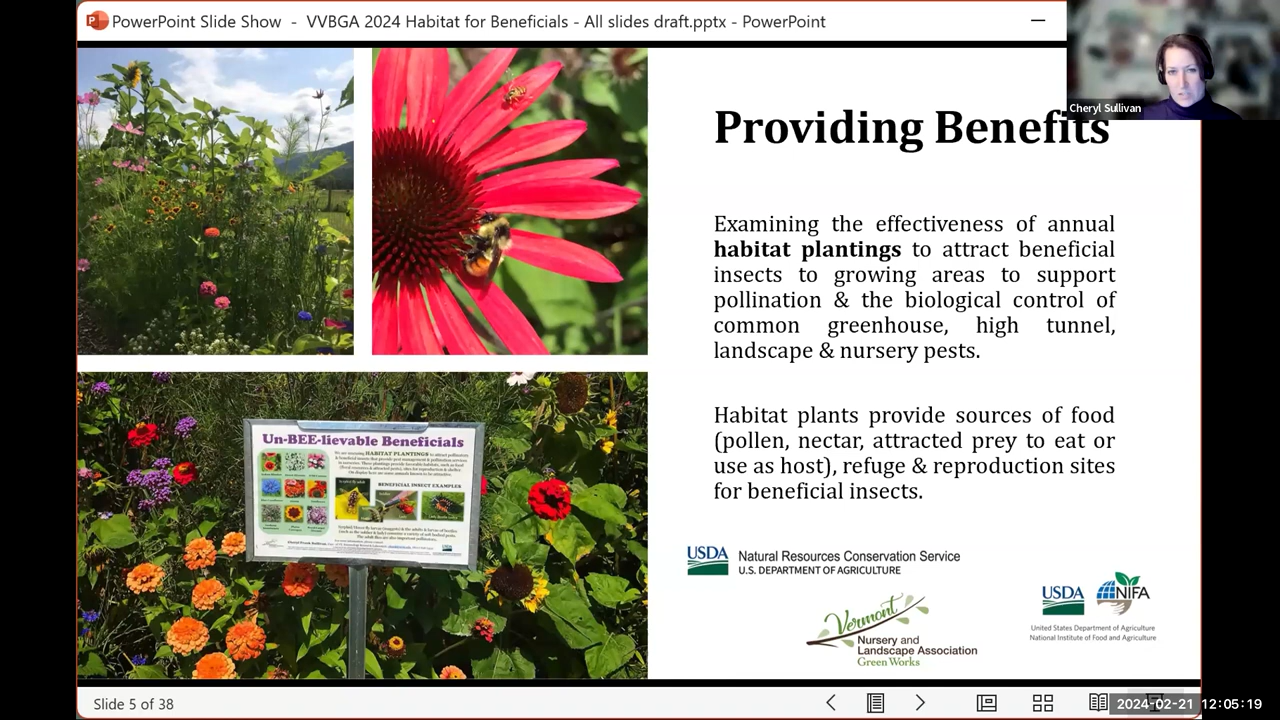 PowerPoint Slide Show - VVBGA 2024 Habitat for Beneficials - All slides draft.pptx - PowerPoint
Cheryl Sullivan
Providing Benefits
Examining the effectiveness of annual
habitat plantings to attract beneficial
insects to growing areas to support
pollination & the biological control of
common greenhouse, high tunnel,
landscape & nursery pests.
Habitat plants provide sources of food
(pollen, nectar, attracted prey to eat or
use as host), refuge & reproduction sites
for beneficial insects.
Un-BEE-lievable Beneficials
HABITAT PLANTINGS
BENEFICIAL INSECT EXAMPLES
USDA Natural Resources Conservation Service
U.S. DEPARTMENT OF AGRICULTURE
USDA NIFA
United States Department of Agriculture
National Institute of Food and Agriculture
Vermont
Nursery and
Landscape Association
Green Works
Slide 5 of 38
2024-02-21 12:05:19